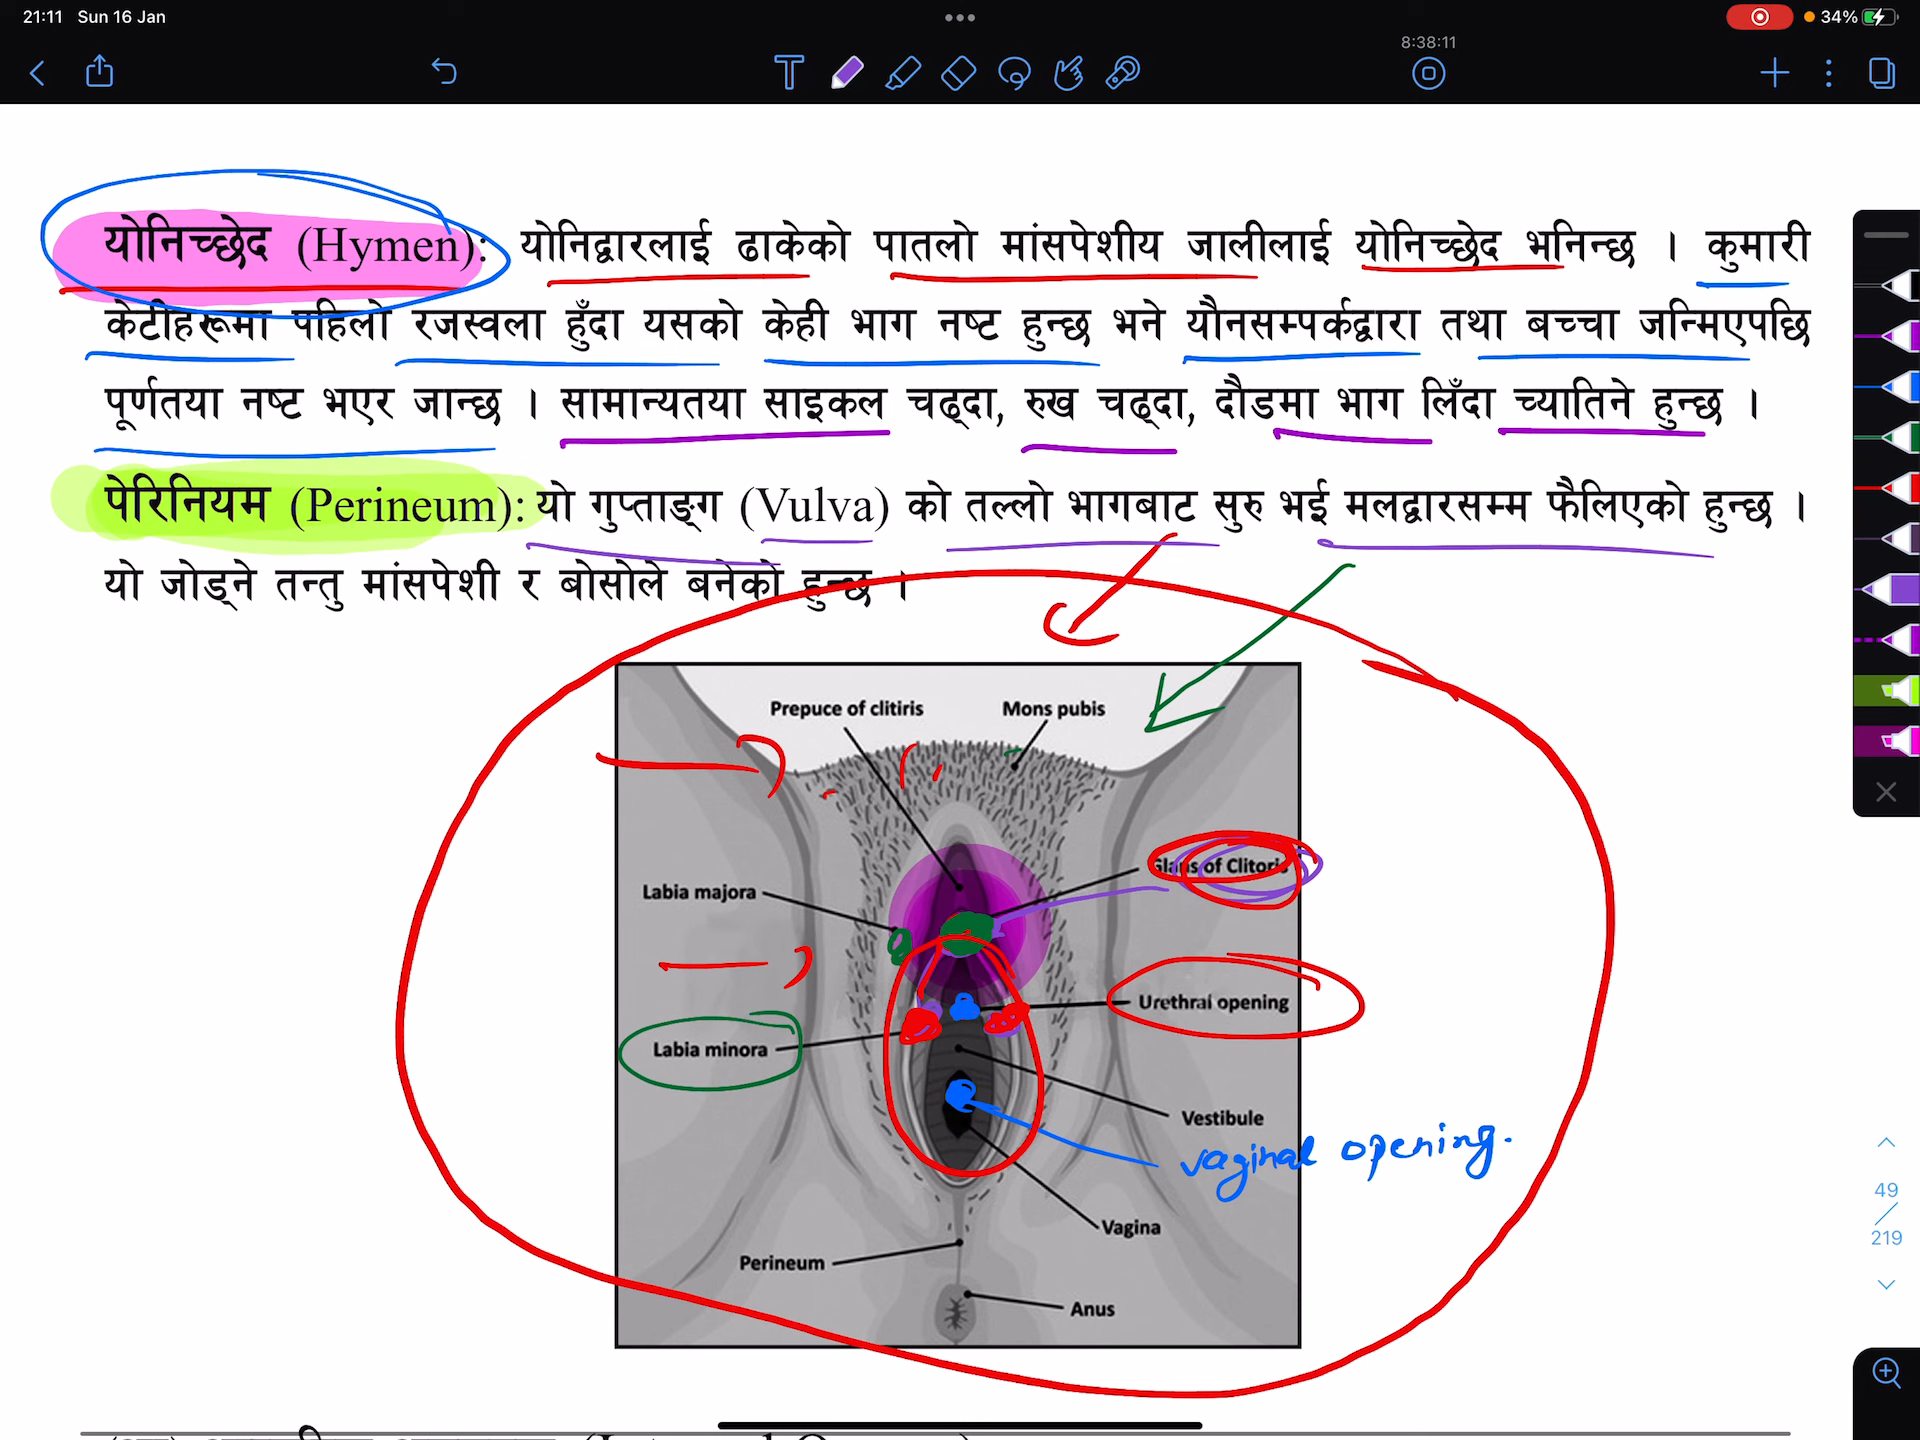 21:11 Sun 16 Jan
34%
8:38:11
योनिच्छेद (Hymen): योनिद्वारलाई ढाकेको पातलो मांसपेशीय जालीलाई योनिच्छेद भनिन्छ । कुमारी
केटीहरूमा पहिलो रजस्वला हुँदा यसको केही भाग नष्ट हुन्छ भने यौनसम्पर्कद्वारा तथा बच्चा जन्मिएपछि
पूर्णतया नष्ट भएर जान्छ । सामान्यतया साइकल चढ्दा, रुख चढ्दा, दौडमा भाग लिँदा च्यातिने हुन्छ ।
पेरिनियम (Perineum): यो गुप्ताङ्ग (Vulva) को तल्लो भागबाट सुरु भई मलद्वारसम्म फैलिएको हुन्छ ।
यो जोड्ने तन्तु मांसपेशी र बोसोले बनेको हुन्छ ।
Prepuce of clitiris
Mons pubis
Glans of Clitoris
Labia majora
Urethral opening
Labia minora
Vestibule
vaginal opening.
Vagina
Perineum
Anus
49
/
219